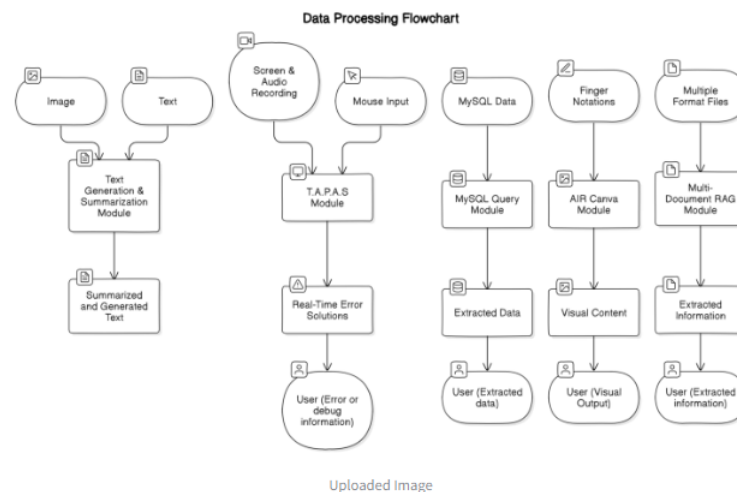 Data Processing Flowchart
Image
Text
Text
Generation &
Summarization
Module
Summarized
and Generated
Text
Screen &
Audio
Recording
Mouse Input
T.A.P.A.S
Module
Real-Time Error
Solutions
User (Error or
debug
information)
MySQL Data
MySQL Query
Module
Extracted Data
User (Extracted
data)
Finger
Notations
AIR Canva
Module
Visual Content
User (Visual
Output)
Multiple
Format Files
Multi-
Document RAG
Module
Extracted
Information
User (Extracted
information)
Uploaded Image